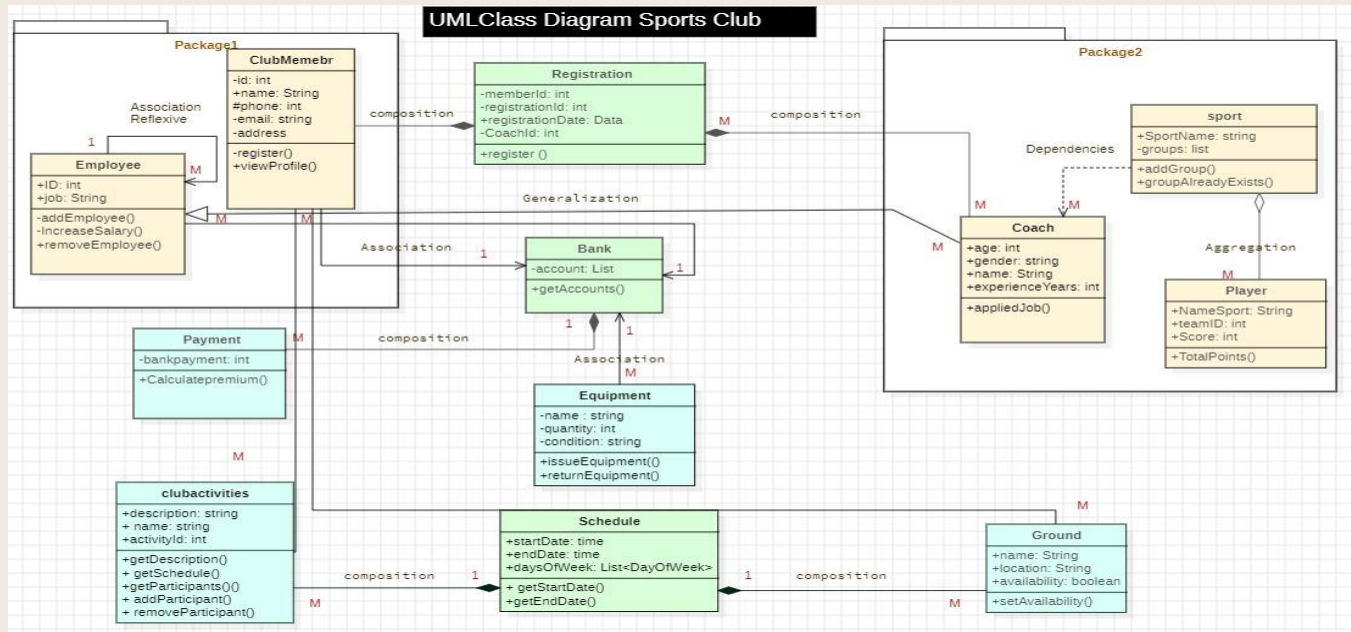 UMLClass Diagram Sports Club
Package1
ClubMemebr
-id: int
+name: String
#phone: int
-email: string
-address
-register()
+viewProfile()
Association
Reflexive
1
M
Employee
+ID: int
+job: String
-addEmployee()
-IncreaseSalary()
+removeEmployee()
M
M
composition
Registration
-memberId: int
-registrationId: int
+registrationDate: Data
-CoachId: int
+register ()
M
composition
Package2
sport
+SportName: string
-groups: list
+addGroup()
+groupAlreadyExists()
Dependencies
M
M
Coach
+age: int
+gender: string
+name: String
+experienceYears: int
+appliedJob()
M
Aggregation
M
Player
+NameSport: String
+teamID: int
+Score: int
+TotalPoints()
Generalization
Association
1
Bank
-account: List
+getAccounts()
1
1
1
Association
M
Payment
-bankpayment: int
+Calculatepremium()
M
composition
Equipment
-name : string
-quantity: int
-condition: string
+issueEquipment(()
+returnEquipment()
M
clubactivities
+description: string
+ name: string
+activityId: int
+getDescription()
+ getSchedule()
+getParticipants()()
+ addParticipant()
+ removeParticipant()
composition
1
M
Schedule
+startDate: time
+endDate: time
+daysOfWeek: List<DayOfWeek>
+ getStartDate()
+getEndDate()
1
composition
M
M
Ground
+name: String
+location: String
+availability: boolean
+setAvailability()